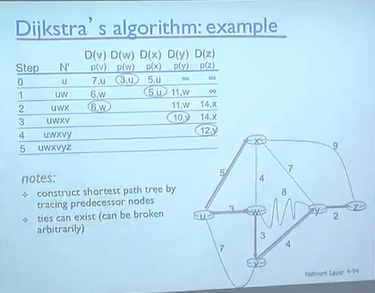 Dijkstra's algorithm: example
D(v) D(w) D(x) D(y) D(z)
Step N' p(v) p(w) p(x) p(y) p(z)
0 u 7,u 3,u 5,u ∞ ∞
1 uw 6,w 5,u 11,w ∞
2 uwx 6,w 11,w 14,x
3 uwxv 10,v 14,x
4 uwxvy 12,y
5 uwxvyz
notes:
construct shortest path tree by
tracing predecessor nodes
ties can exist (can be broken
arbitrarily)
x
9
5
7
4
8
u
3
w
y
2
z
3
4
7
v
Network Layer 4-94